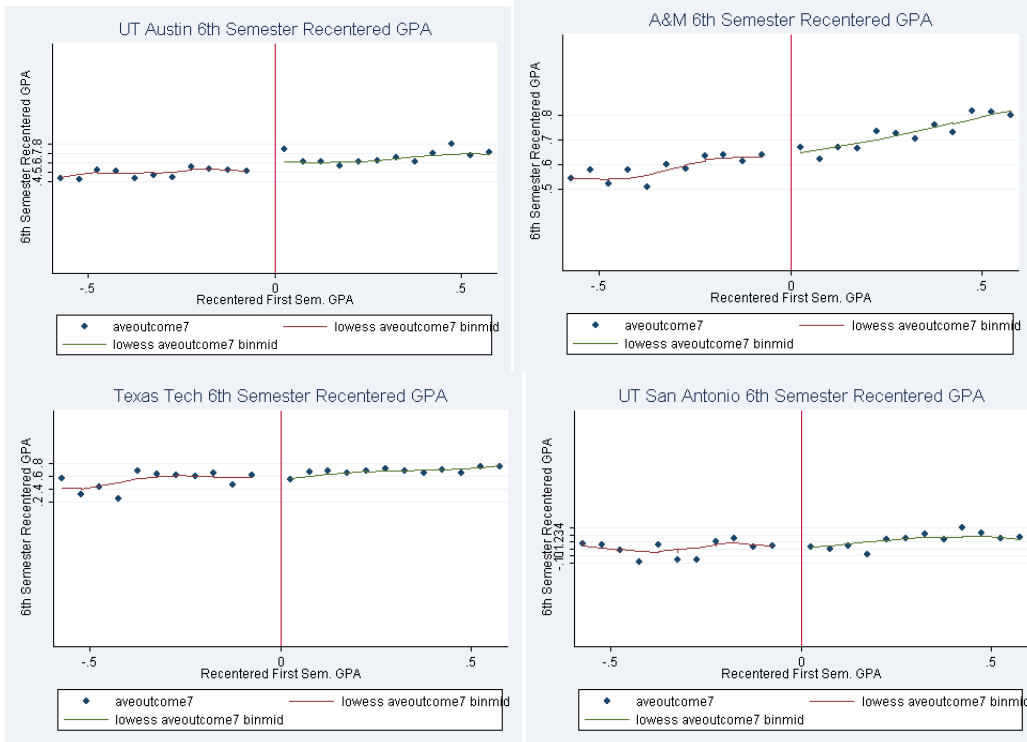 UT Austin 6th Semester Recentered GPA
6th Semester Recentered GPA
.4.5.6.7.8
-.5 0 .5
Recentered First Sem. GPA
aveoutcome7 lowess aveoutcome7 binmid
lowess aveoutcome7 binmid
A&M 6th Semester Recentered GPA
6th Semester Recentered GPA
.5 .6 .7 .8
-.5 0 .5
Recentered First Sem. GPA
aveoutcome7 lowess aveoutcome7 binmid
lowess aveoutcome7 binmid
Texas Tech 6th Semester Recentered GPA
6th Semester Recentered GPA
.2 .4 .6 .8
-.5 0 .5
Recentered First Sem. GPA
aveoutcome7 lowess aveoutcome7 binmid
lowess aveoutcome7 binmid
UT San Antonio 6th Semester Recentered GPA
6th Semester Recentered GPA
-.5 0 .5
Recentered First Sem. GPA
aveoutcome7 lowess aveoutcome7 binmid
lowess aveoutcome7 binmid